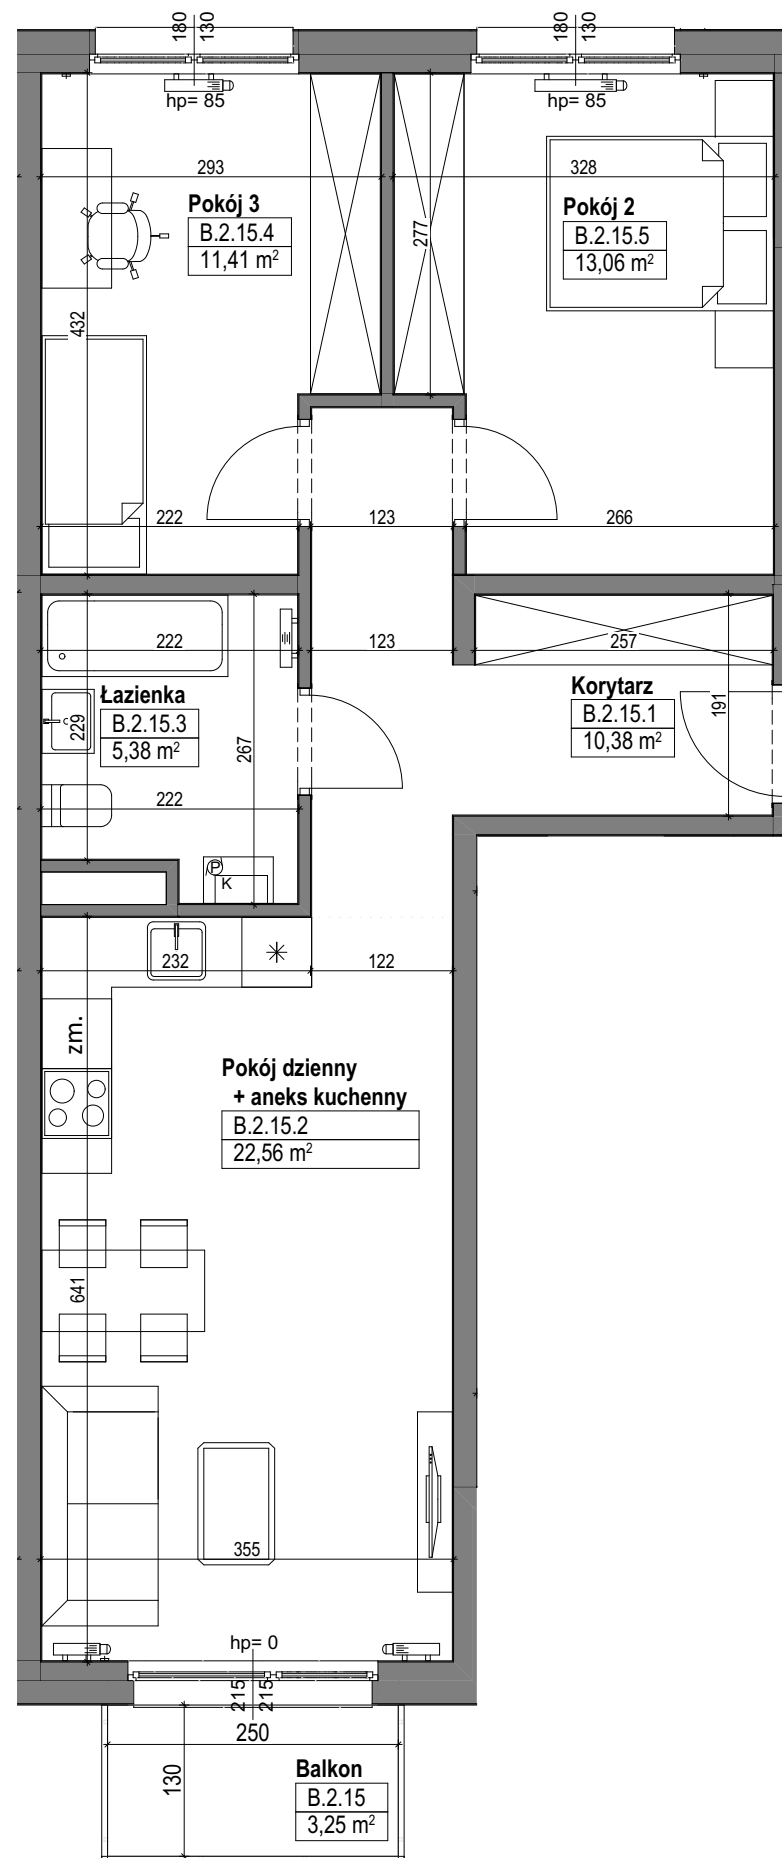 180
130
180
130
hp= 85
hp= 85
293
328
Pokój 3
B.2.15.4
11,41 m²
Pokój 2
B.2.15.5
13,06 m²
277
432
222
123
266
222
123
257
Łazienka
B.2.15.3
5,38 m²
229
267
Korytarz
B.2.15.1
10,38 m²
191
222
P
K
232
122
zm.
Pokój dzienny
+ aneks kuchenny
B.2.15.2
22,56 m²
641
355
hp= 0
215
215
250
130
Balkon
B.2.15
3,25 m²